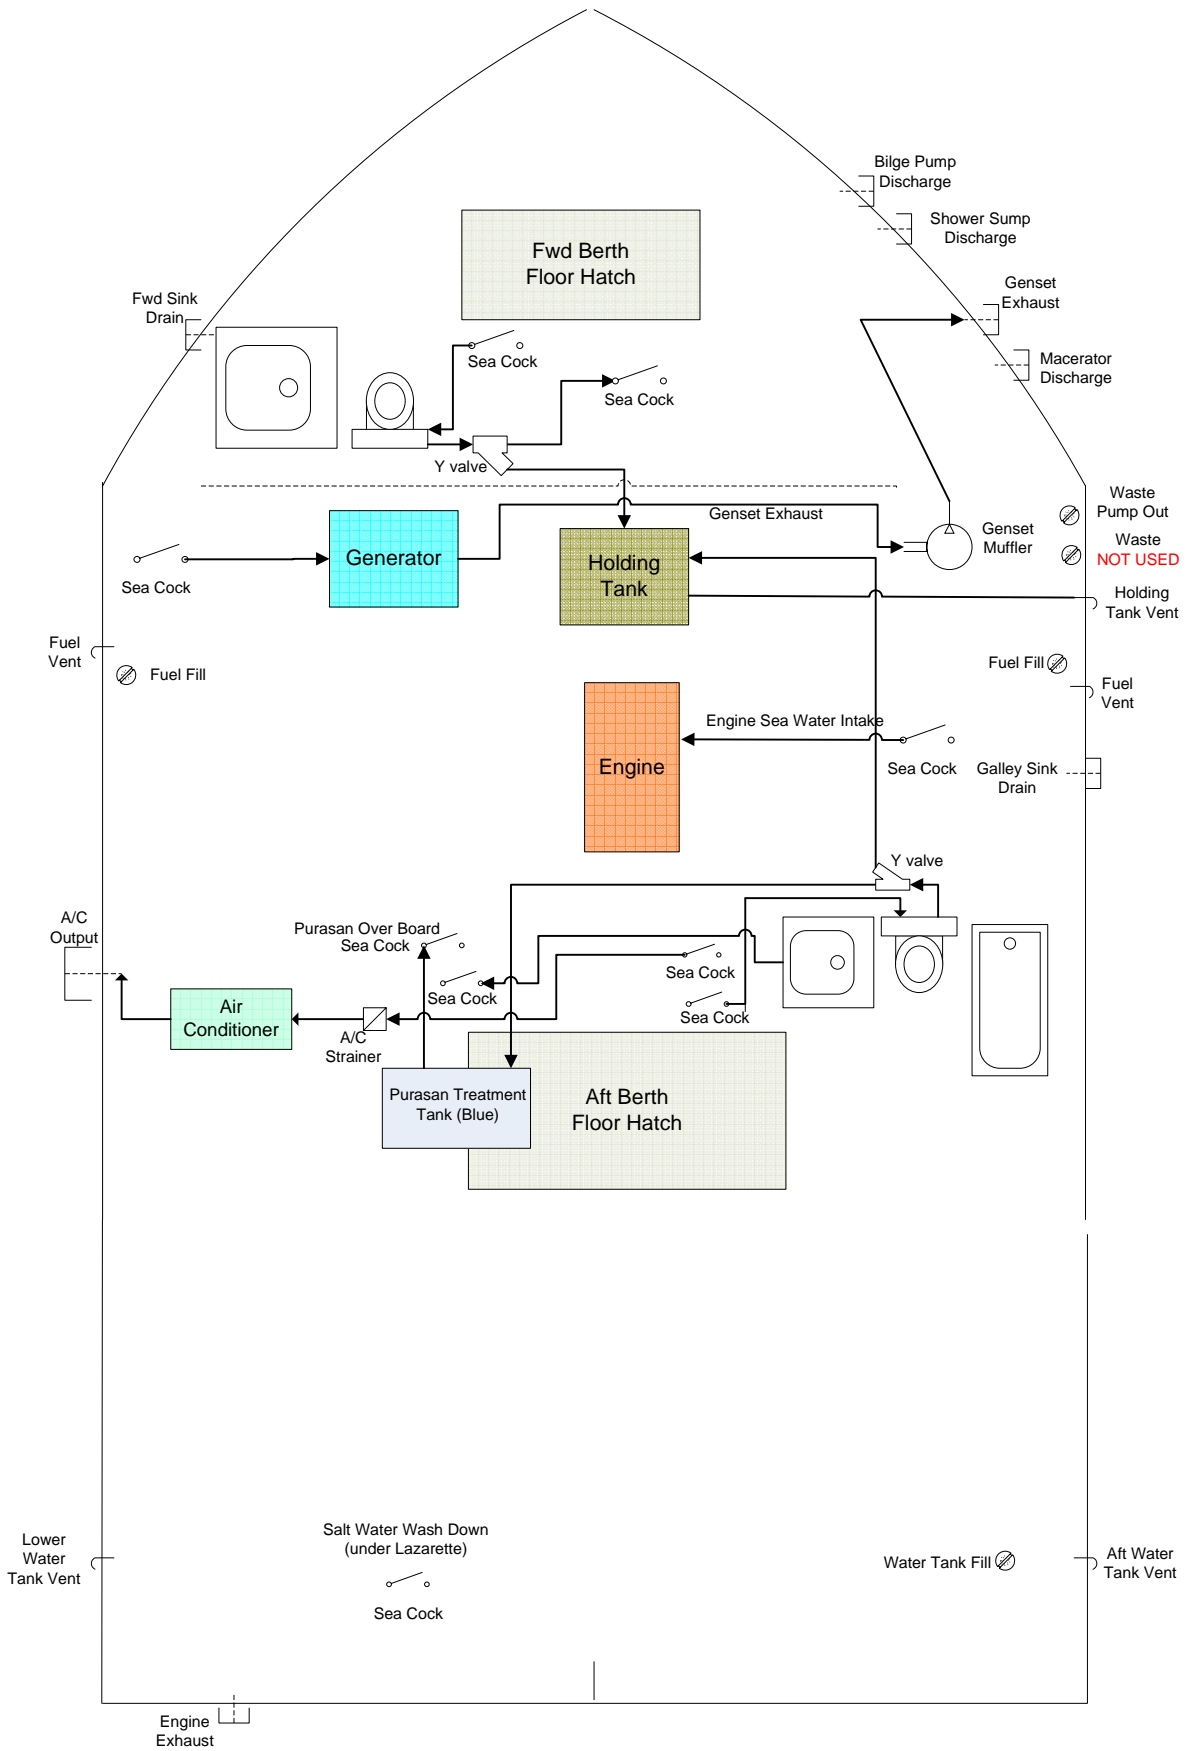 Bilge Pump
Discharge
Shower Sump
Discharge
Fwd Berth
Floor Hatch
Genset
Exhaust
Fwd Sink
Drain
Sea Cock
Macerator
Discharge
Sea Cock
Y valve
Waste
Pump Out
Genset Exhaust
Genset
Muffler
Waste
NOT USED
Generator
Holding
Tank
Sea Cock
Holding
Tank Vent
Fuel
Vent
Fuel Fill
Fuel Fill
Fuel
Vent
Engine Sea Water Intake
Engine
Sea Cock
Galley Sink
Drain
Y valve
A/C
Output
Purasan Over Board
Sea Cock
Sea Cock
Sea Cock
Sea Cock
Air
Conditioner
A/C
Strainer
Purasan Treatment
Tank (Blue)
Aft Berth
Floor Hatch
Lower
Water
Tank Vent
Salt Water Wash Down
(under Lazarette)
Sea Cock
Water Tank Fill
Aft Water
Tank Vent
Engine
Exhaust